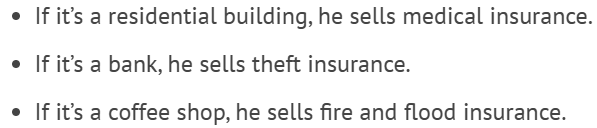 • If it’s a residential building, he sells medical insurance.
• If it’s a bank, he sells theft insurance.
• If it’s a coffee shop, he sells fire and flood insurance.